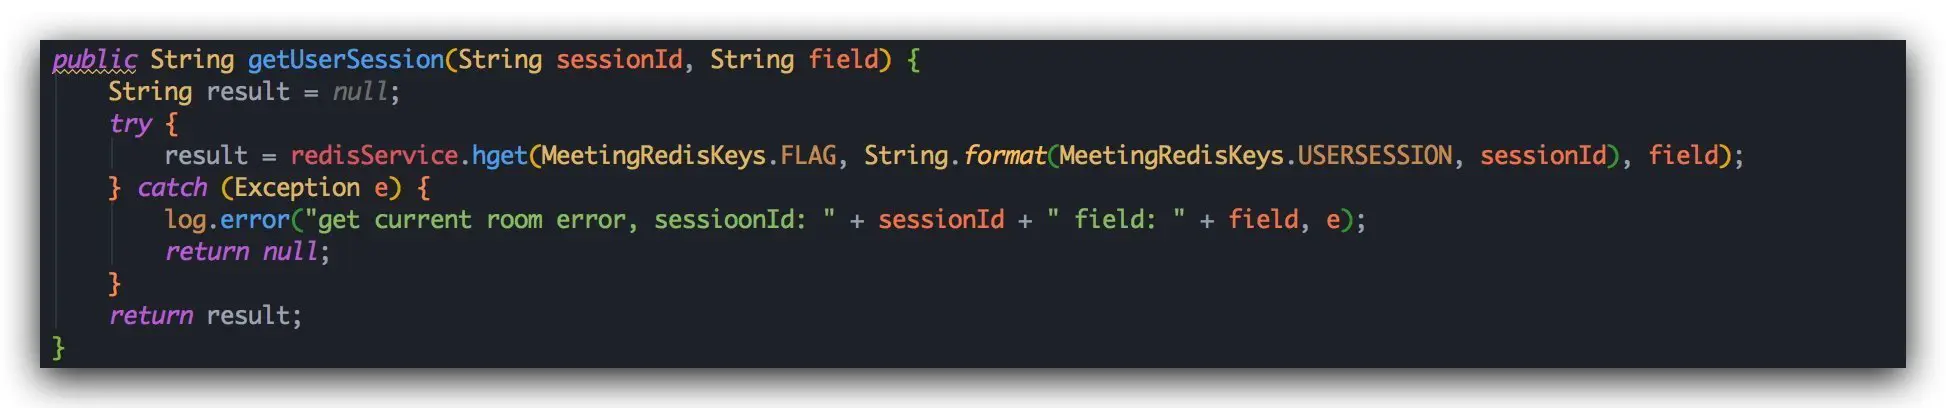 public String getUserSession(String sessionId, String field) {
String result = null;
try {
result = redisService.hget(MeetingRedisKeys.FLAG, String.format(MeetingRedisKeys.USERSESSION, sessionId), field);
} catch (Exception e) {
log.error("get current room error, sessioonId: " + sessionId + " field: " + field, e);
return null;
}
return result;
}